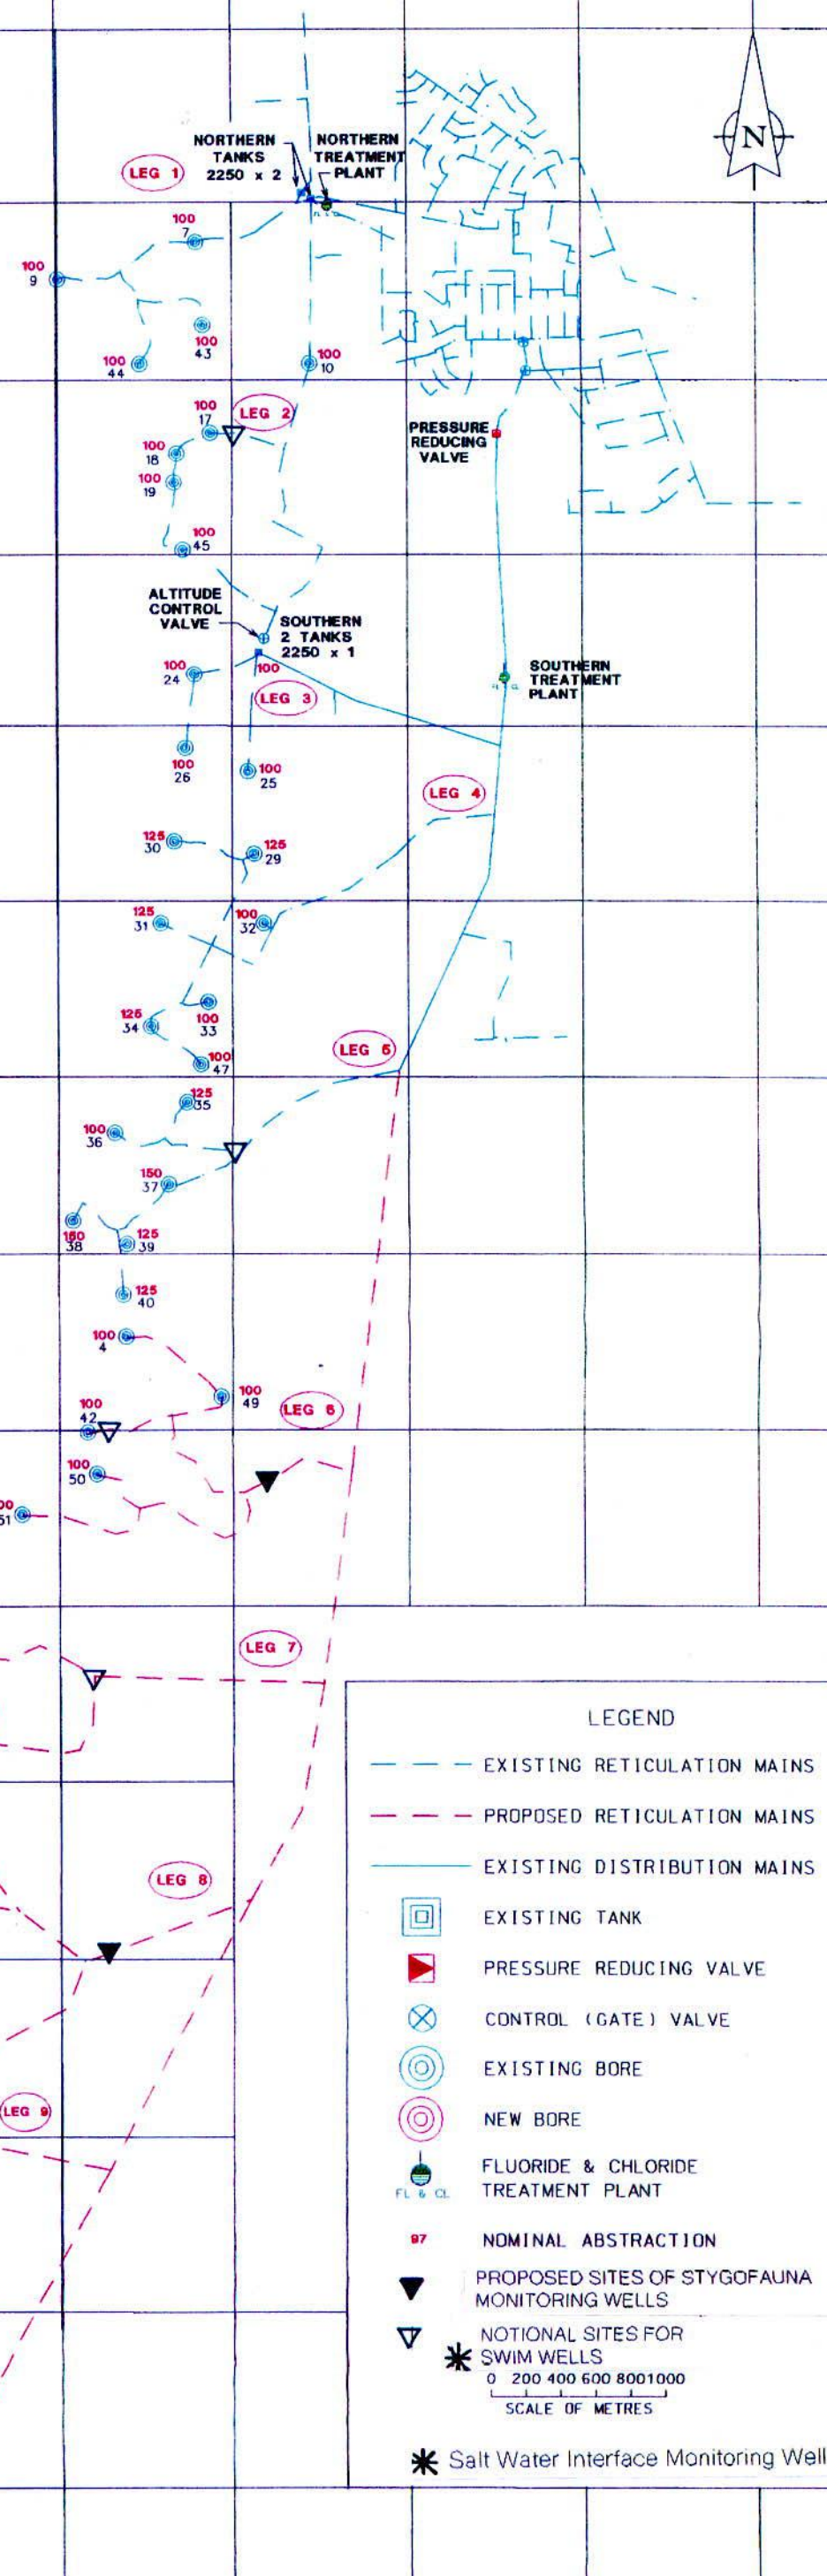 N
NORTHERN
TANKS
2250 x 2
NORTHERN
TREATMENT
PLANT
LEG 1
100
7
100
9
100
43
100
44
100
10
LEG 2
100
17
100
18
100
19
100
45
PRESSURE
REDUCING
VALVE
ALTITUDE
CONTROL
VALVE
SOUTHERN
2 TANKS
2250 x 1
100
24
100
LEG 3
SOUTHERN
TREATMENT
PLANT
100
26
100
25
LEG 4
125
30
125
29
125
31
100
32
125
34
100
33
100
47
LEG 5
125
35
100
36
150
37
38
125
39
125
40
100
4
100
49
LEG 6
100
42
100
50
00
51
LEG 7
LEG 8
LEG 9
LEGEND
EXISTING RETICULATION MAINS
PROPOSED RETICULATION MAINS
EXISTING DISTRIBUTION MAINS
EXISTING TANK
PRESSURE REDUCING VALVE
CONTROL (GATE) VALVE
EXISTING BORE
NEW BORE
FL & CL
FLUORIDE & CHLORIDE
TREATMENT PLANT
97 NOMINAL ABSTRACTION
PROPOSED SITES OF STYGOFAUNA
MONITORING WELLS
NOTIONAL SITES FOR
SWIM WELLS
0 200 400 600 8001000
SCALE OF METRES
Salt Water Interface Monitoring Well